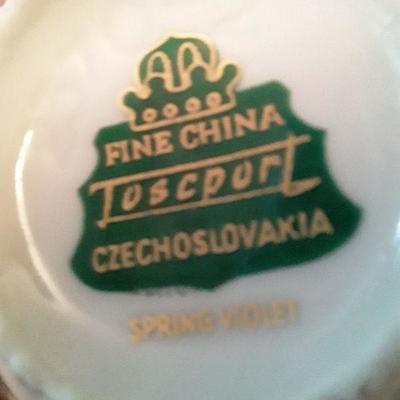 AA
FINE CHINA
Toscport
CZECHOSLOVAKIA
SPRING VIOLET